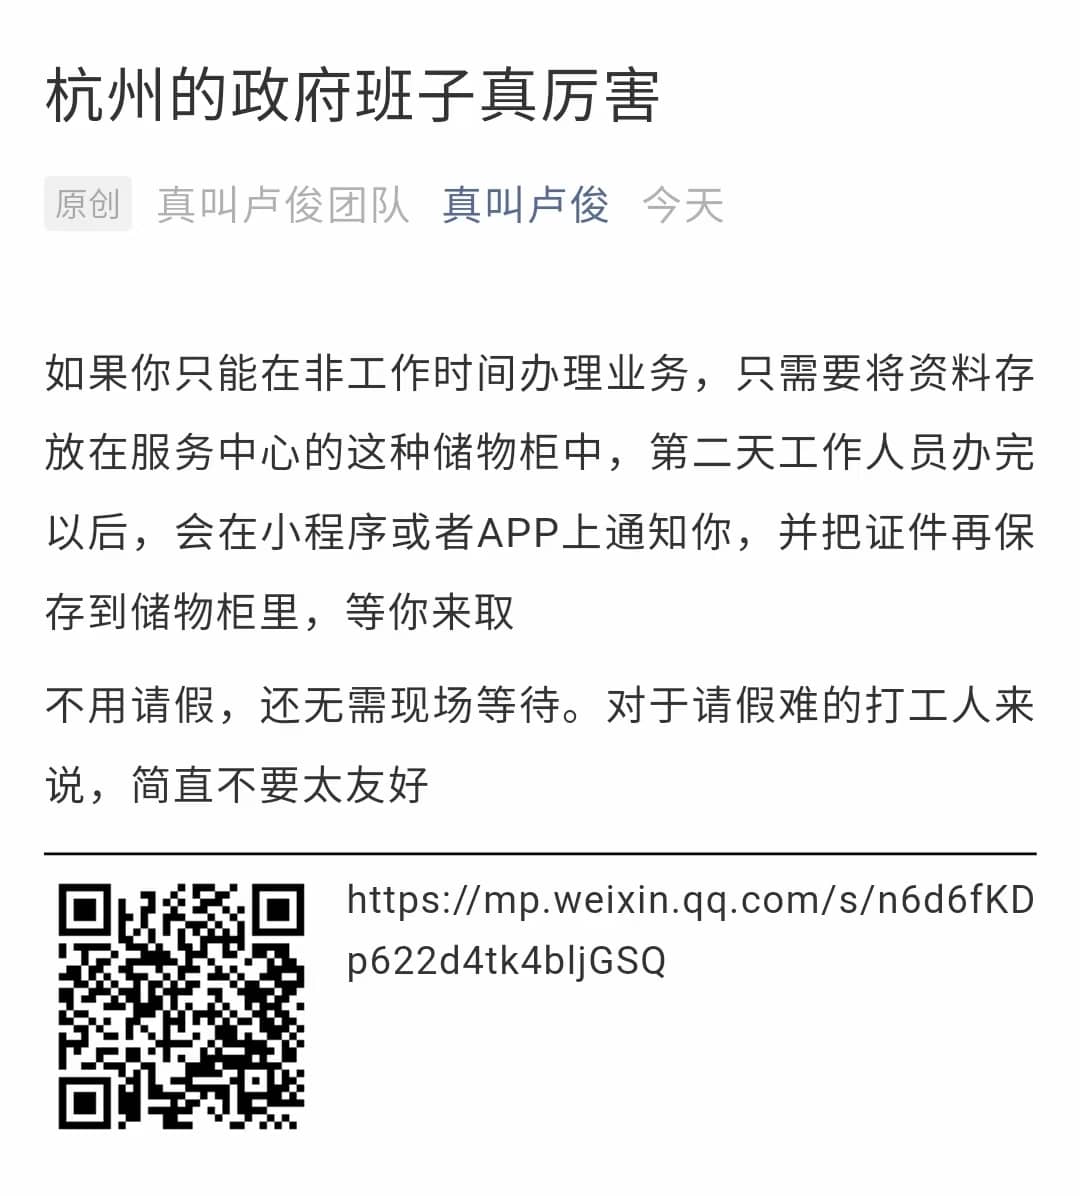 杭州的政府班子真厉害
原创 真叫卢俊团队 真叫卢俊 今天
如果你只能在非工作时间办理业务，只需要将资料存
放在服务中心的这种储物柜中，第二天工作人员办完
以后，会在小程序或者APP上通知你，并把证件再保
存到储物柜里，等你来取
不用请假，还无需现场等待。对于请假难的打工人来
说，简直不要太友好
https://mp.weixin.qq.com/s/n6d6fKD
p622d4tk4bljGSQ